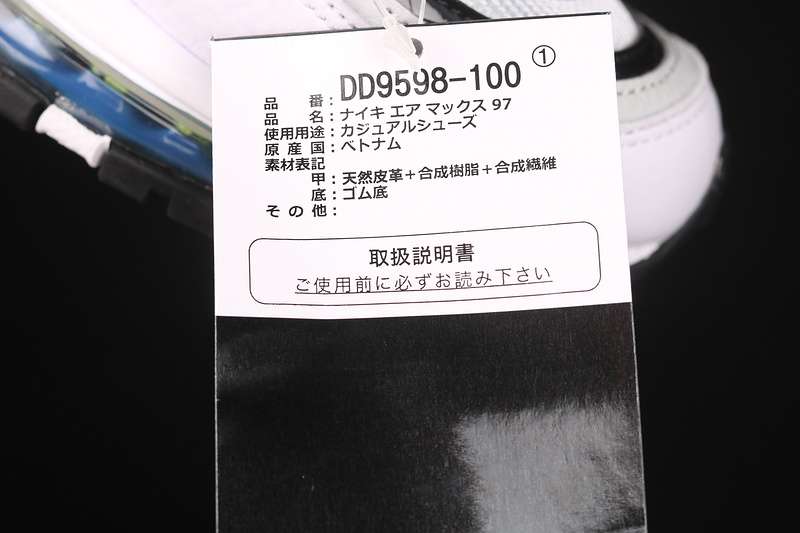 ①
品番：DD9598-100
品名：ナイキ エア マックス 97
使用用途：カジュアルシューズ
原産国：ベトナム
素材表記
甲：天然皮革＋合成樹脂＋合成繊維
底：ゴム底
その他：
取扱説明書
ご使用前に必ずお読み下さい